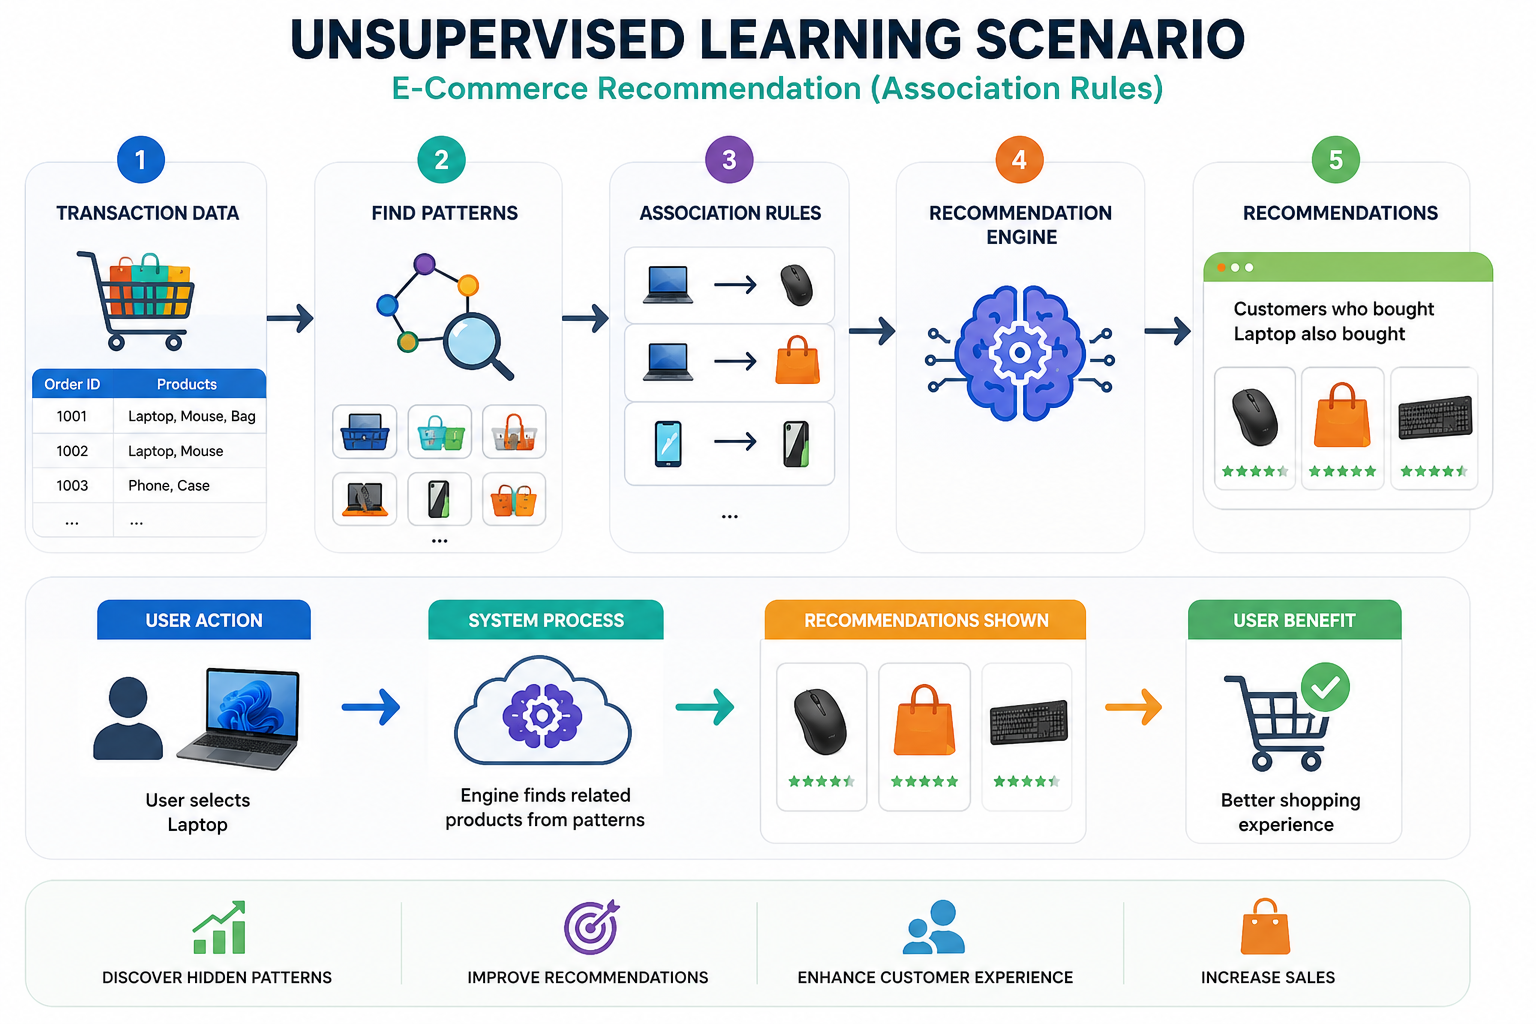 UNSUPERVISED LEARNING SCENARIO
E-Commerce Recommendation (Association Rules)
1
TRANSACTION DATA
Order ID Products
1001 Laptop, Mouse, Bag
1002 Laptop, Mouse
1003 Phone, Case
... ...
2
FIND PATTERNS
...
3
ASSOCIATION RULES
...
4
RECOMMENDATION
ENGINE
5
RECOMMENDATIONS
Customers who bought
Laptop also bought
USER ACTION
User selects
Laptop
SYSTEM PROCESS
Engine finds related
products from patterns
RECOMMENDATIONS SHOWN
USER BENEFIT
Better shopping
experience
DISCOVER HIDDEN PATTERNS
IMPROVE RECOMMENDATIONS
ENHANCE CUSTOMER EXPERIENCE
INCREASE SALES